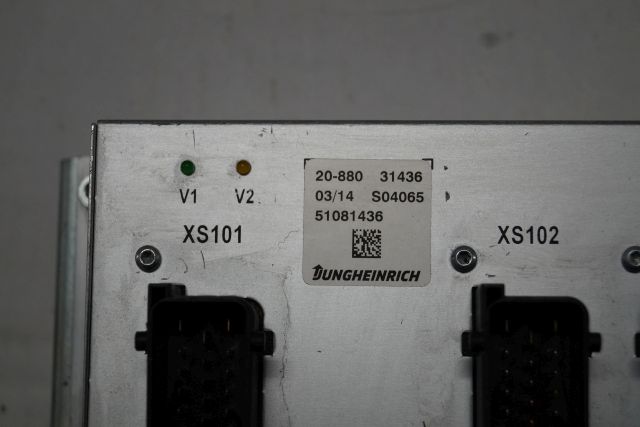 V1 V2
XS101
20-880 31436
03/14 S04065
51081436
JUNGHEINRICH
XS102